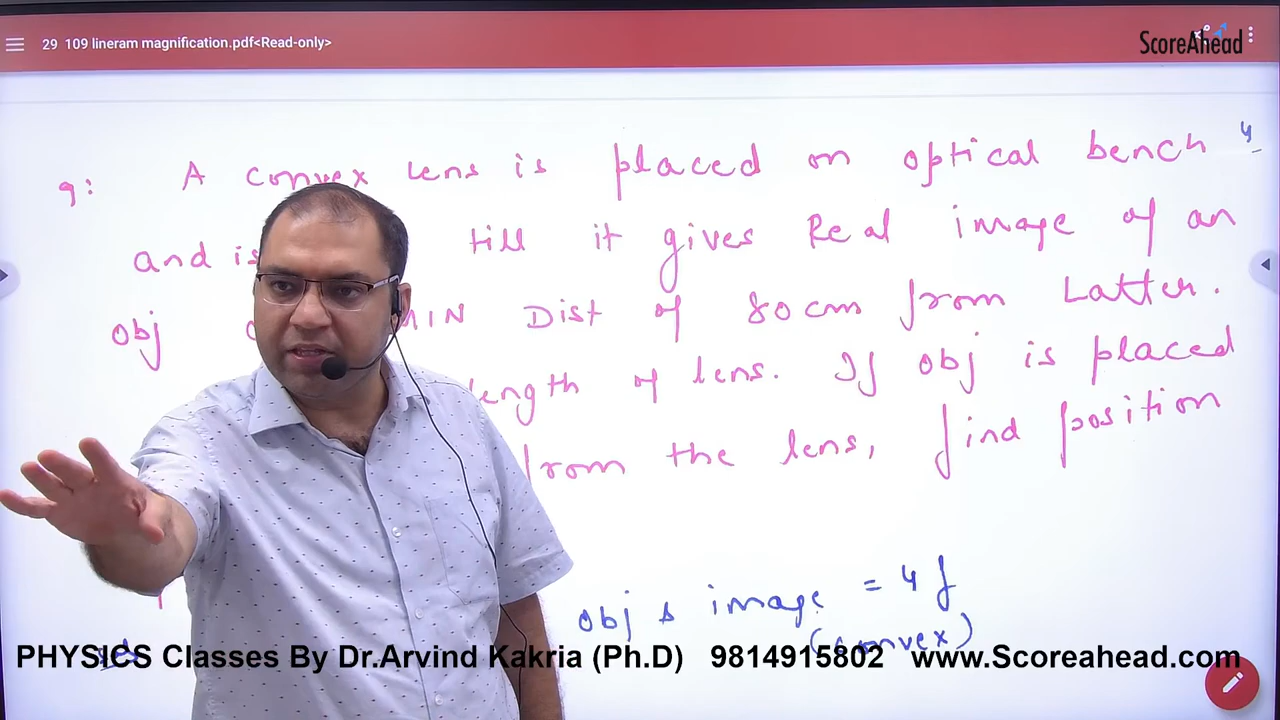 29 109 lineram magnification.pdf<Read-only>
ScoreAhead
q: A convex lens is placed on optical bench 4
and is till it gives Real image of an
obj MIN Dist of 80cm from Latter.
length of lens. If obj is placed
from the lens, find position
obj & image = 4f
(convex)
PHYSICS Classes By Dr.Arvind Kakria (Ph.D) 9814915802 www.Scoreahead.com